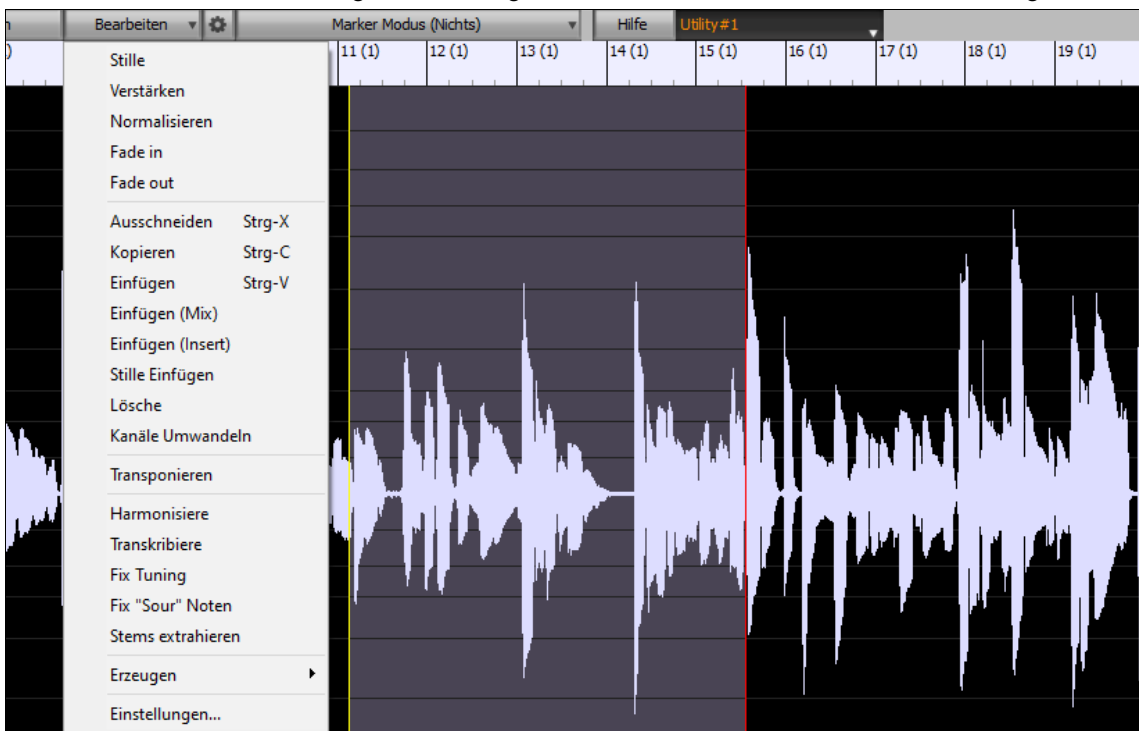 Bearbeiten Marker Modus (Nichts) Hilfe Utility#1
11 (1) 12 (1) 13 (1) 14 (1) 15 (1) 16 (1) 17 (1) 18 (1) 19 (1)
Stille
Verstärken
Normalisieren
Fade in
Fade out
Ausschneiden Strg-X
Kopieren Strg-C
Einfügen Strg-V
Einfügen (Mix)
Einfügen (Insert)
Stille Einfügen
Lösche
Kanäle Umwandeln
Transponieren
Harmonisiere
Transkribiere
Fix Tuning
Fix "Sour" Noten
Stems extrahieren
Erzeugen
Einstellungen...